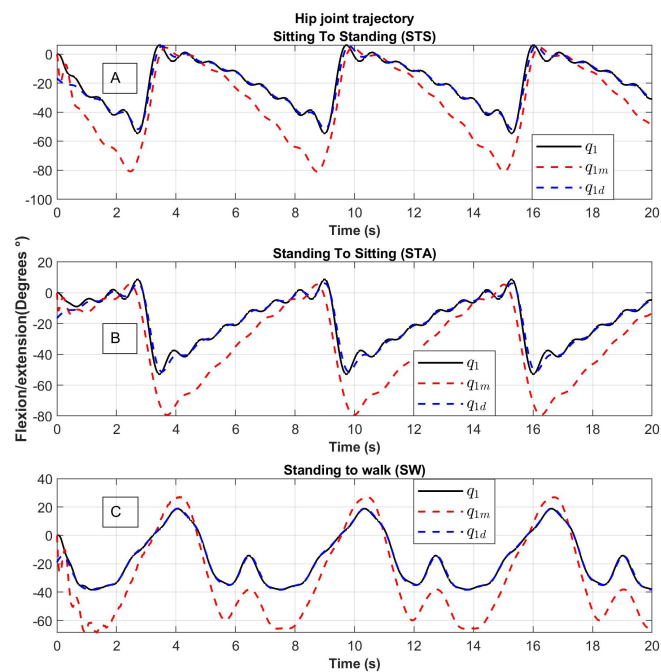 Hip joint trajectory
Sitting To Standing (STS)
A
0
-20
-40
-60
-80
-100
0 2 4 6 8 10 12 14 16 18 20
Time (s)
q1
q1m
q1d
Flexion/extension(Degrees °)
Standing To Sitting (STA)
B
20
0
-20
-40
-60
-80
0 2 4 6 8 10 12 14 16 18 20
Time (s)
q1
q1m
q1d
Standing to walk (SW)
C
40
20
0
-20
-40
-60
0 2 4 6 8 10 12 14 16 18 20
Time (s)
q1
q1m
q1d